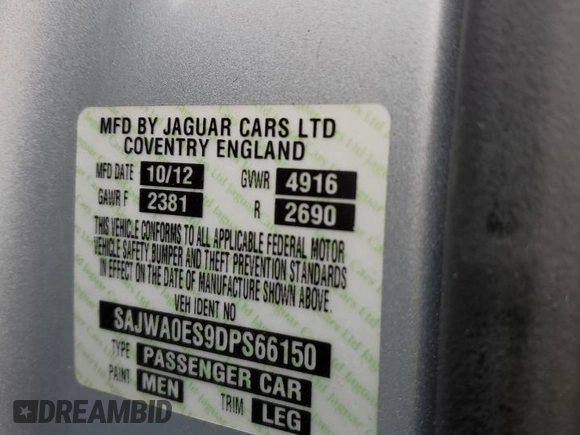 MFD BY JAGUAR CARS LTD
COVENTRY ENGLAND
MFD DATE 10/12 GVWR 4916
GAWR F 2381 R 2690
THIS VEHICLE CONFORMS TO ALL APPLICABLE FEDERAL MOTOR
VEHICLE SAFETY BUMPER AND THEFT PREVENTION STANDARDS
IN EFFECT ON THE DATE OF MANUFACTURE SHOWN ABOVE.
VEH IDENT NO
SAJWA0ES9DPS66150
TYPE PASSENGER CAR
PAINT MEN TRIM LEG
DREAMBID